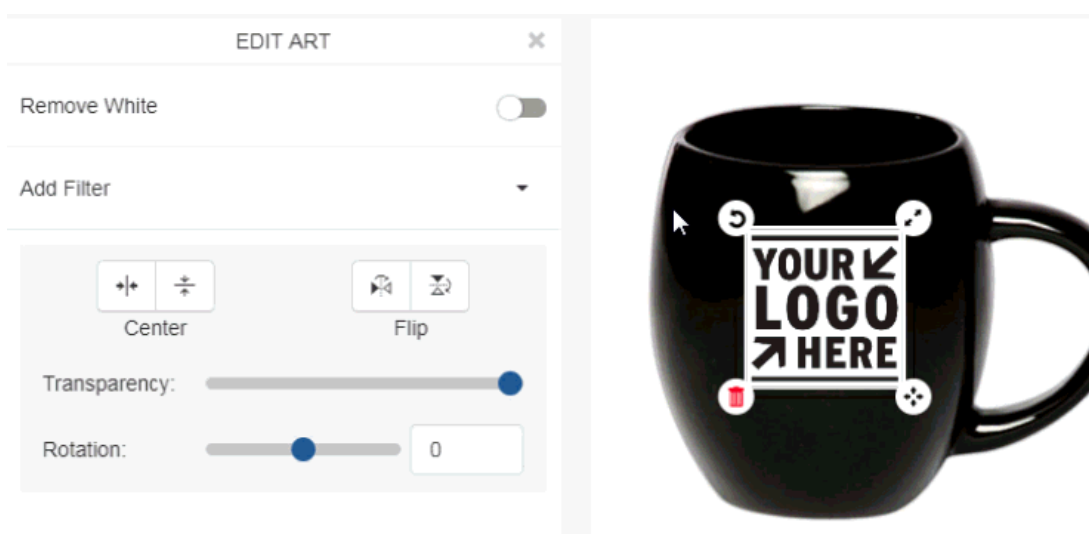 EDIT ART
Remove White
Add Filter
Center
Flip
Transparency:
Rotation:
0
YOUR
LOGO
HERE